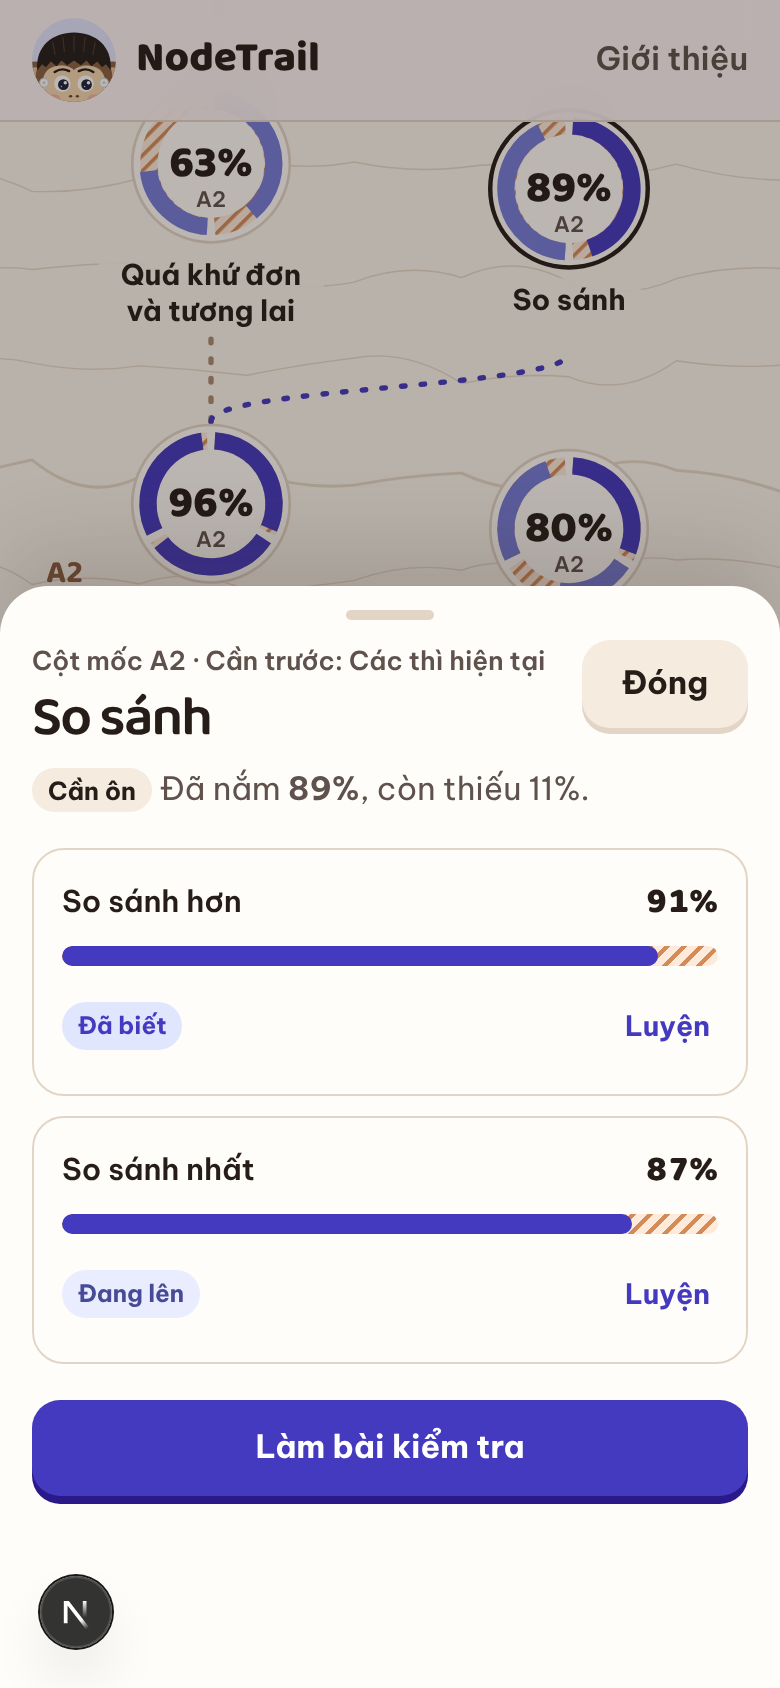 NodeTrail
Giới thiệu
63%
A2
89%
A2
Quá khứ đơn
và tương lai
So sánh
96%
A2
80%
A2
A2
Cột mốc A2 · Cần trước: Các thì hiện tại
Đóng
So sánh
Cần ôn Đã nắm 89%, còn thiếu 11%.
So sánh hơn 91%
Đã biết Luyện
So sánh nhất 87%
Đang lên Luyện
Làm bài kiểm tra
N